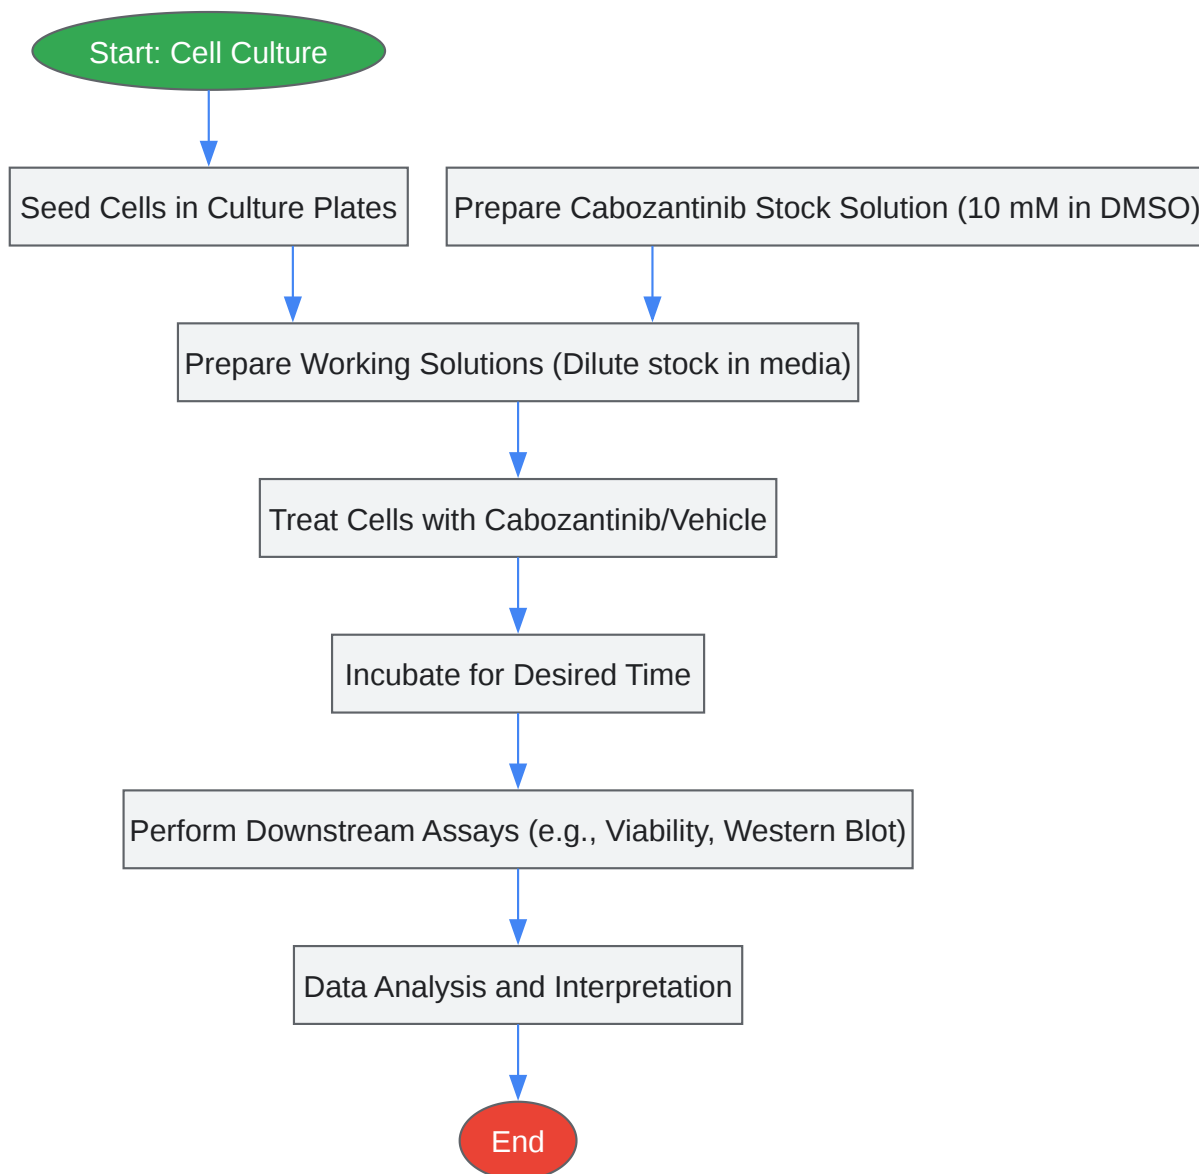 Start: Cell Culture
Seed Cells in Culture Plates
Prepare Cabozantinib Stock Solution (10 mM in DMSO)
Prepare Working Solutions (Dilute stock in media)
Treat Cells with Cabozantinib/Vehicle
Incubate for Desired Time
Perform Downstream Assays (e.g., Viability, Western Blot)
Data Analysis and Interpretation
End